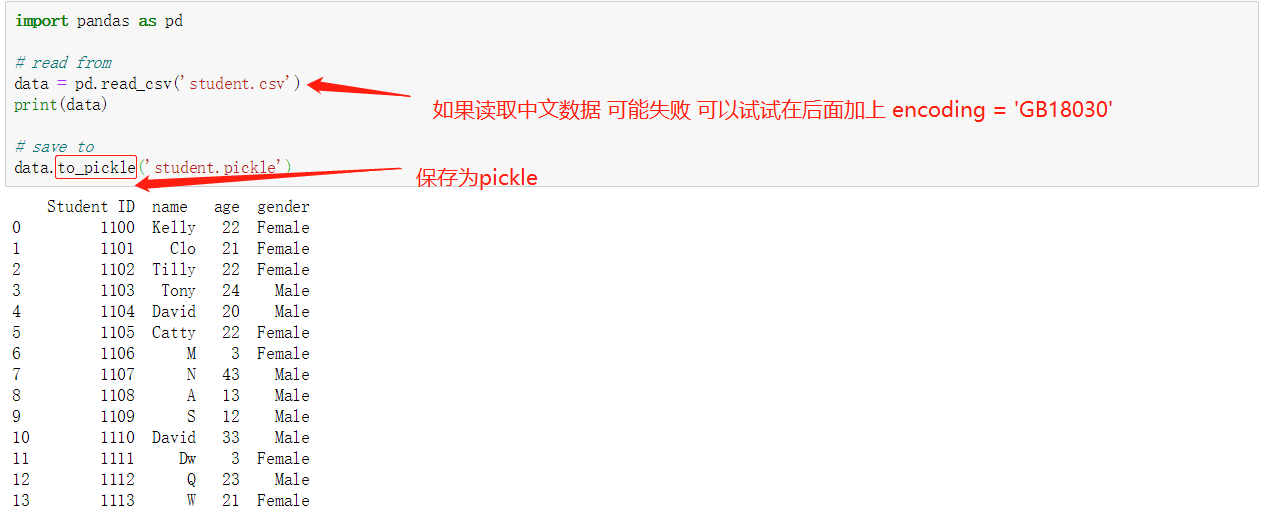 import pandas as pd
# read from
data = pd.read_csv('student.csv')
print(data)
如果读取中文数据 可能失败 可以试试在后面加上 encoding = 'GB18030'
# save to
data.to_pickle('student.pickle')
保存为pickle
Student ID name age gender
0 1100 Kelly 22 Female
1 1101 Clo 21 Female
2 1102 Tilly 22 Female
3 1103 Tony 24 Male
4 1104 David 20 Male
5 1105 Catty 22 Female
6 1106 M 3 Female
7 1107 N 43 Male
8 1108 A 13 Male
9 1109 S 12 Male
10 1110 David 33 Male
11 1111 Dw 3 Female
12 1112 Q 23 Male
13 1113 W 21 Female